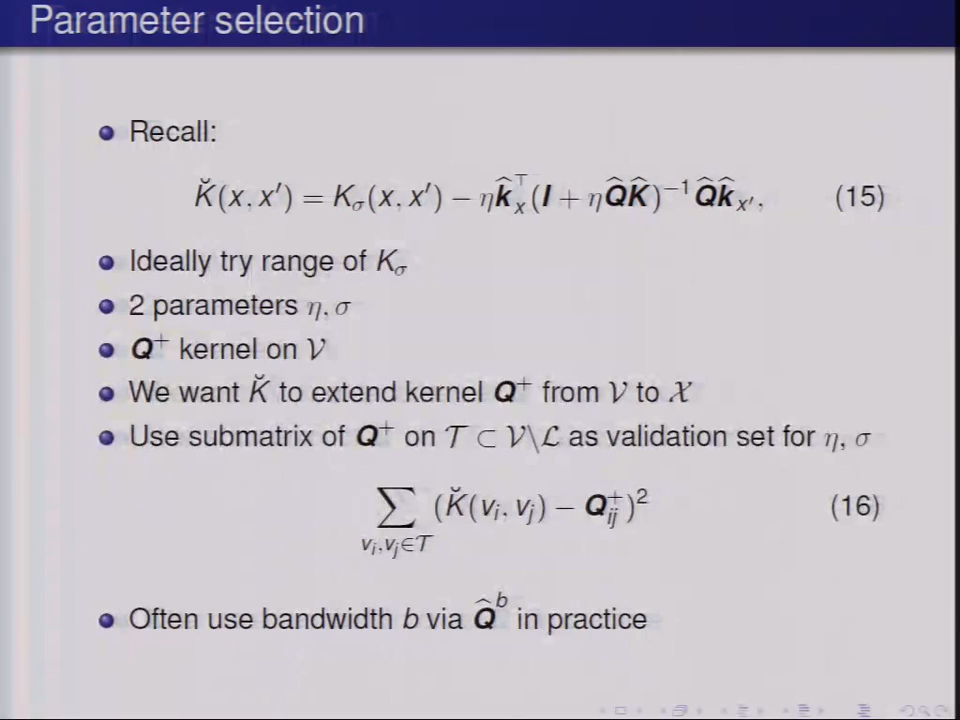 Parameter selection
Recall:
K̆(x, x′) = K_σ(x, x′) − ηk̂_x^⊤(I + ηQ̂K̂)^{−1}Q̂k̂_{x′},    (15)
Ideally try range of K_σ
2 parameters η, σ
Q⁺ kernel on 𝒱
We want K̆ to extend kernel Q⁺ from 𝒱 to 𝒳
Use submatrix of Q⁺ on 𝒯 ⊂ 𝒱\ℒ as validation set for η, σ
∑_{v_i,v_j∈𝒯} (K̆(v_i, v_j) − Q⁺_{ij})²    (16)
Often use bandwidth b via Q̂^b in practice